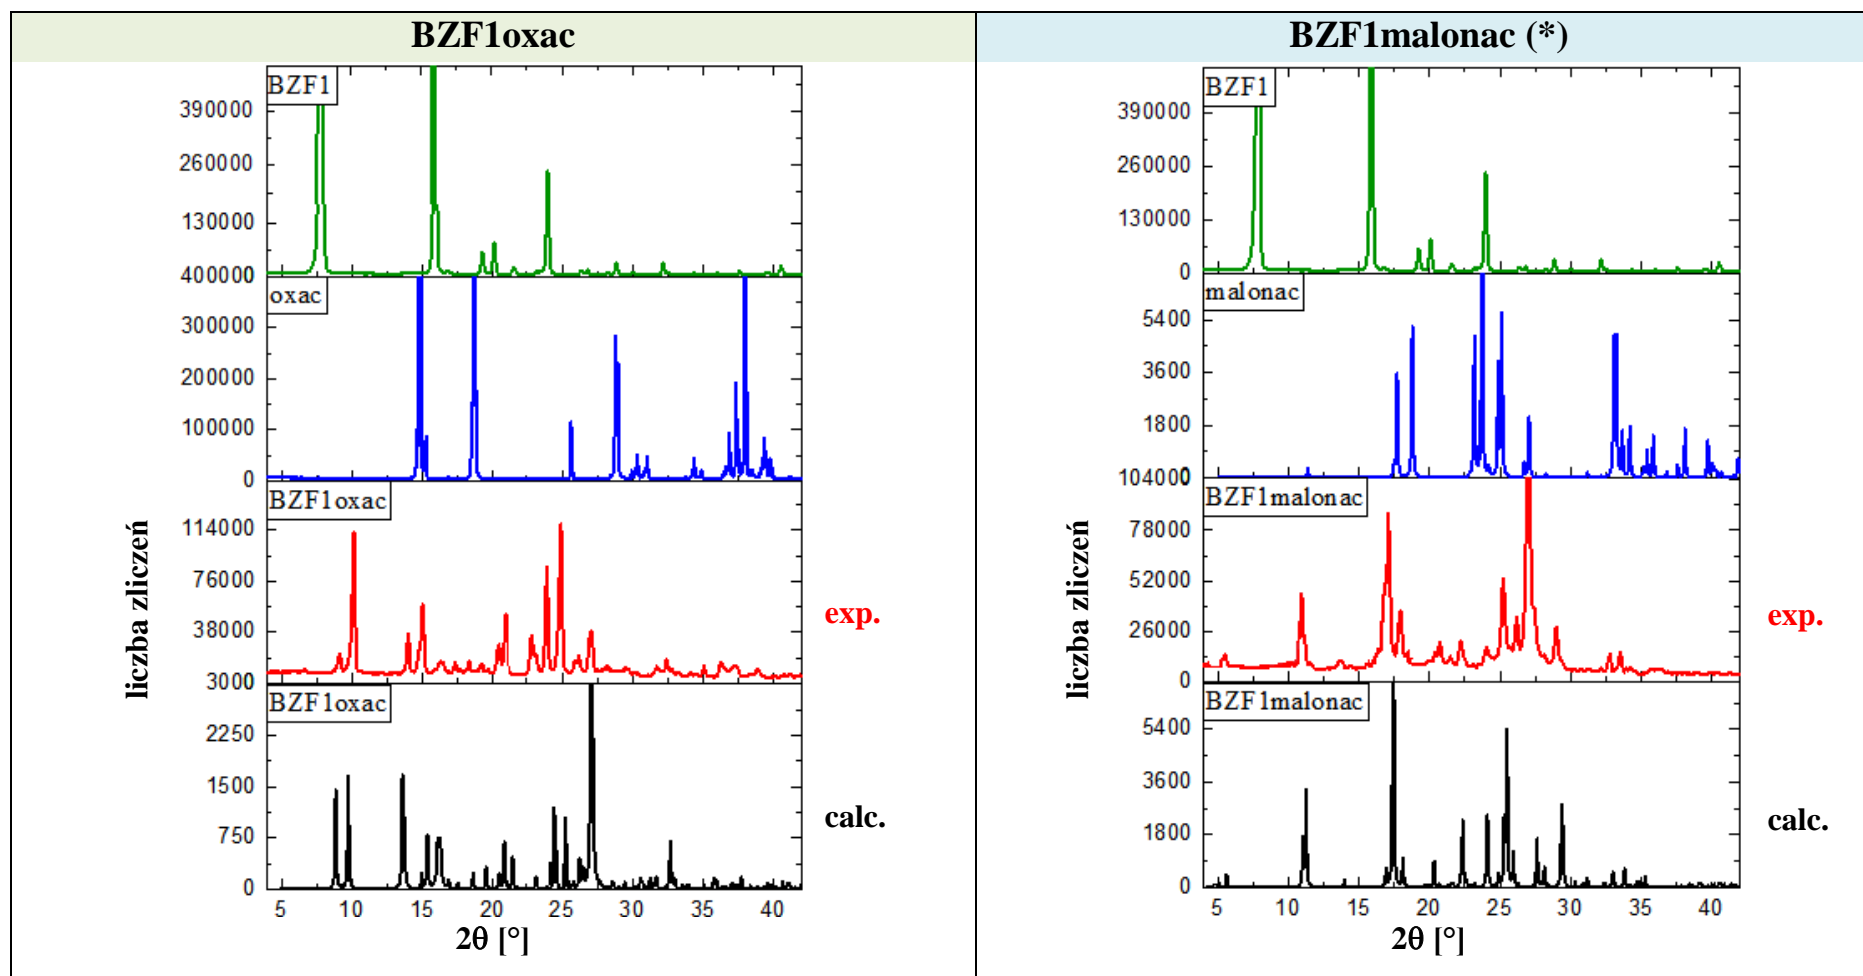 BZF1oxac
BZF1malonac (*)
BZF1
390000
260000
130000
400000
oxac
300000
200000
100000
0
BZF1oxac
114000
76000
38000
3000
BZF1oxac
2250
1500
750
0
5 10 15 20 25 30 35 40
2θ [°]
liczba zliczeń
exp.
calc.
BZF1
390000
260000
130000
0
malonac
5400
3600
1800
104000
BZF1malonac
78000
52000
26000
0
BZF1malonac
5400
3600
1800
0
5 10 15 20 25 30 35 40
2θ [°]
liczba zliczeń
exp.
calc.